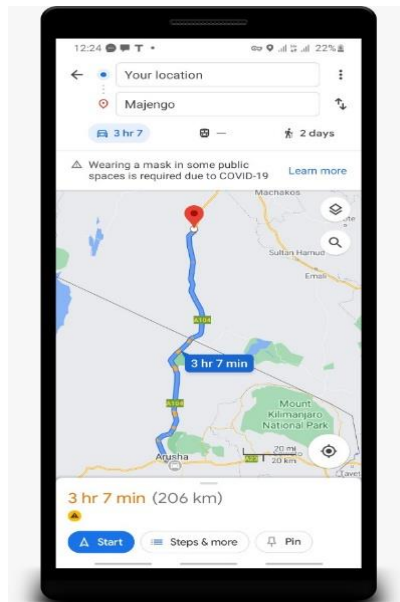 12:24 T • 22%
Your location
Majengo
3 hr 7 — 2 days
Wearing a mask in some public
spaces is required due to COVID-19
Learn more
Machakos
Sultan Hamud
Emali
A104
3 hr 7 min
A104
Mount
Kilimanjaro
National Park
Arusha
A23
20 mi
20 km
3 hr 7 min (206 km)
Start Steps & more Pin